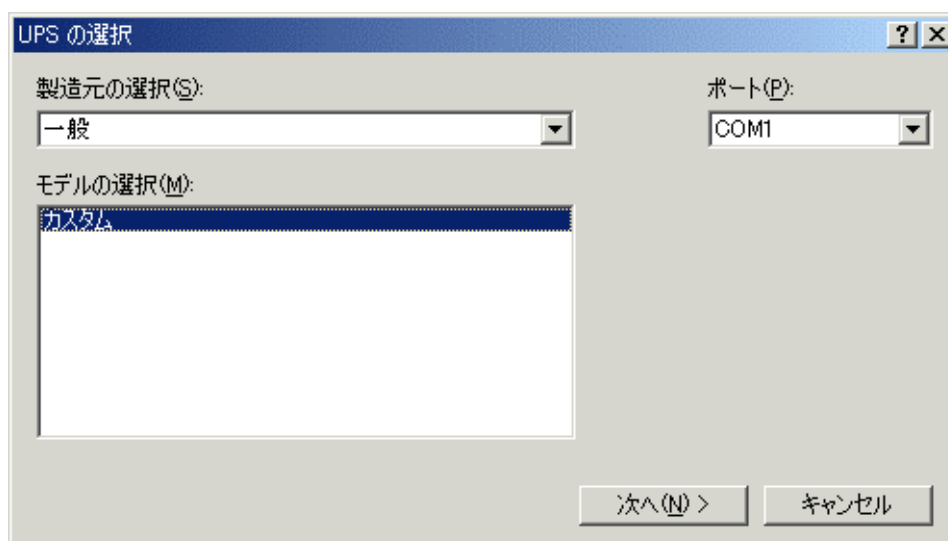 UPS の選択
製造元の選択(S):
ポート(P):
一般
COM1
モデルの選択(M):
カスタム
次へ(N) >
キャンセル